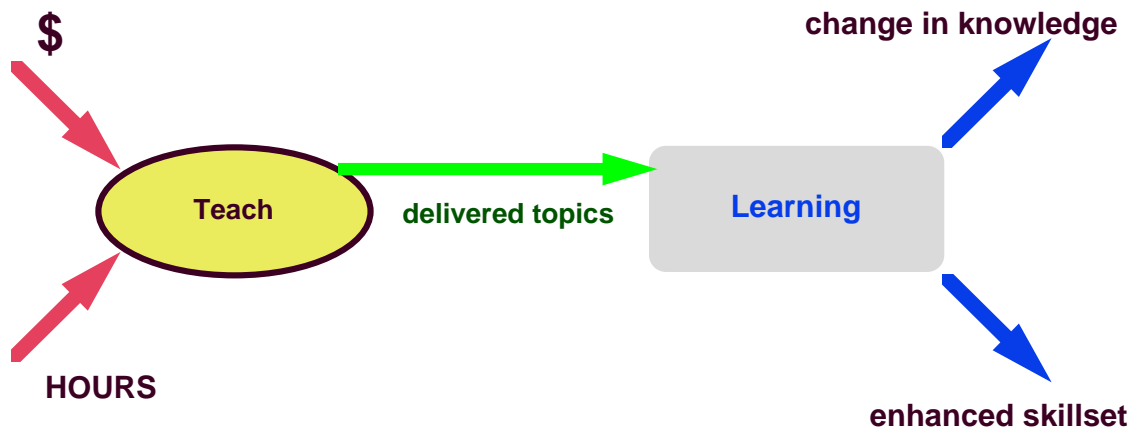 $
change in knowledge
Teach
delivered topics
Learning
HOURS
enhanced skillset